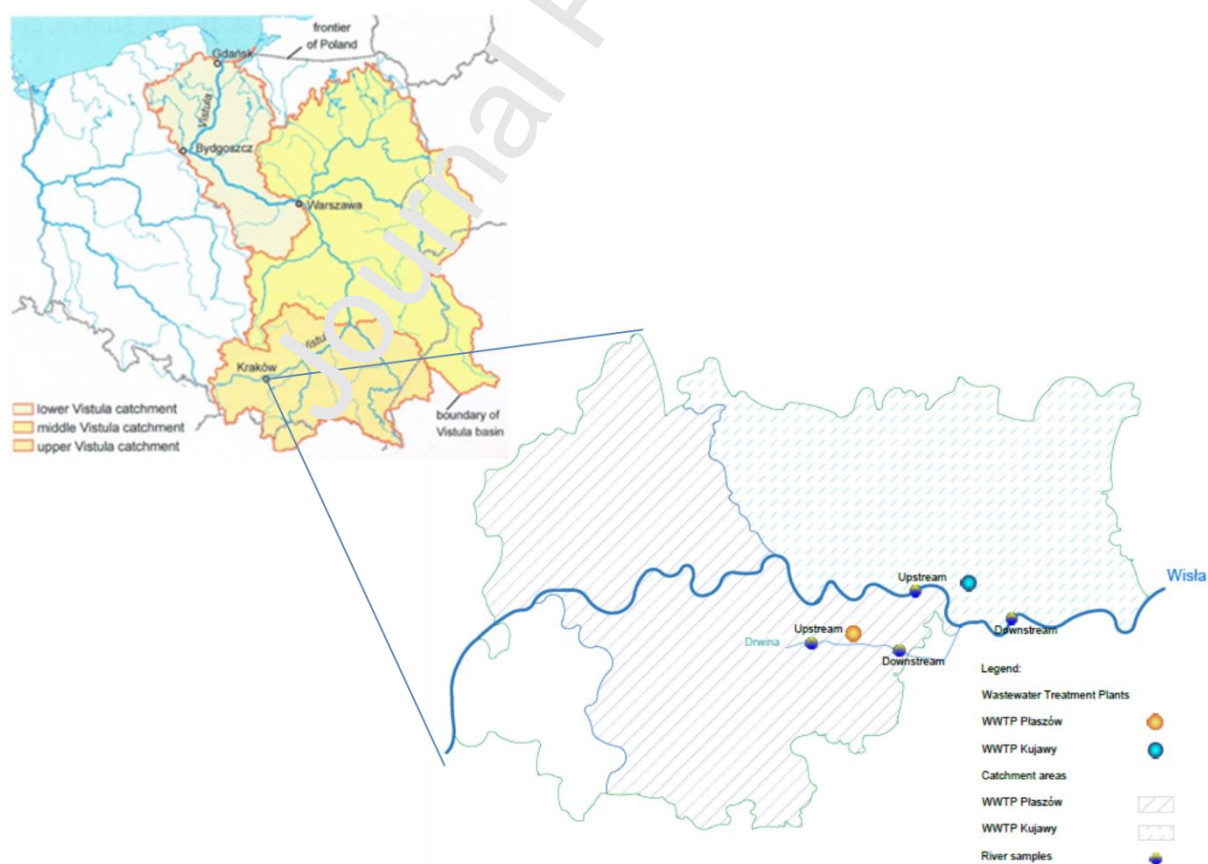 frontier
of Poland
Gdańsk
Vistula
Bydgoszcz
Warszawa
Kraków
lower Vistula catchment
middle Vistula catchment
upper Vistula catchment
boundary of
Vistula basin
Journal
Wisła
Upstream
Downstream
Upstream
Drwina
Downstream
Legend:
Wastewater Treatment Plants
WWTP Płaszów
WWTP Kujawy
Catchment areas
WWTP Płaszów
WWTP Kujawy
River samples